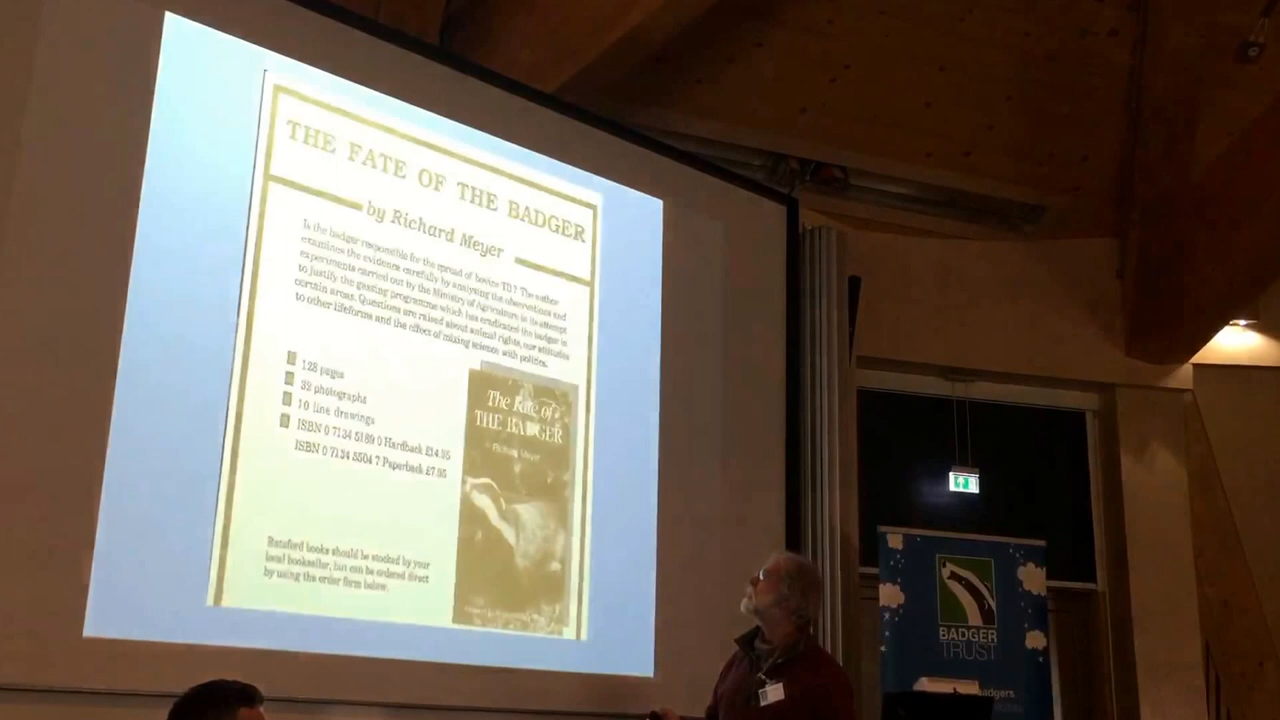 THE FATE OF THE BADGER
by Richard Meyer
Is the badger responsible for the spread of bovine TB? The author
examines the evidence carefully by analysing the observations and
experiments carried out by the Ministry of Agriculture in its attempt
to justify the gassing programme which has eradicated the badger in
certain areas. Questions are raised about animal rights, our attitudes
to other lifeforms and the effect of mixing science with politics.
128 pages
32 photographs
10 line drawings
ISBN 0 7134 5189 0 Hardback £14.95
ISBN 0 7134 5504 7 Paperback £7.95
The Fate of
THE BADGER
Richard Meyer
Batsford books should be stocked by your
local bookseller, but can be ordered direct
by using the order form below.
BADGER
TRUST